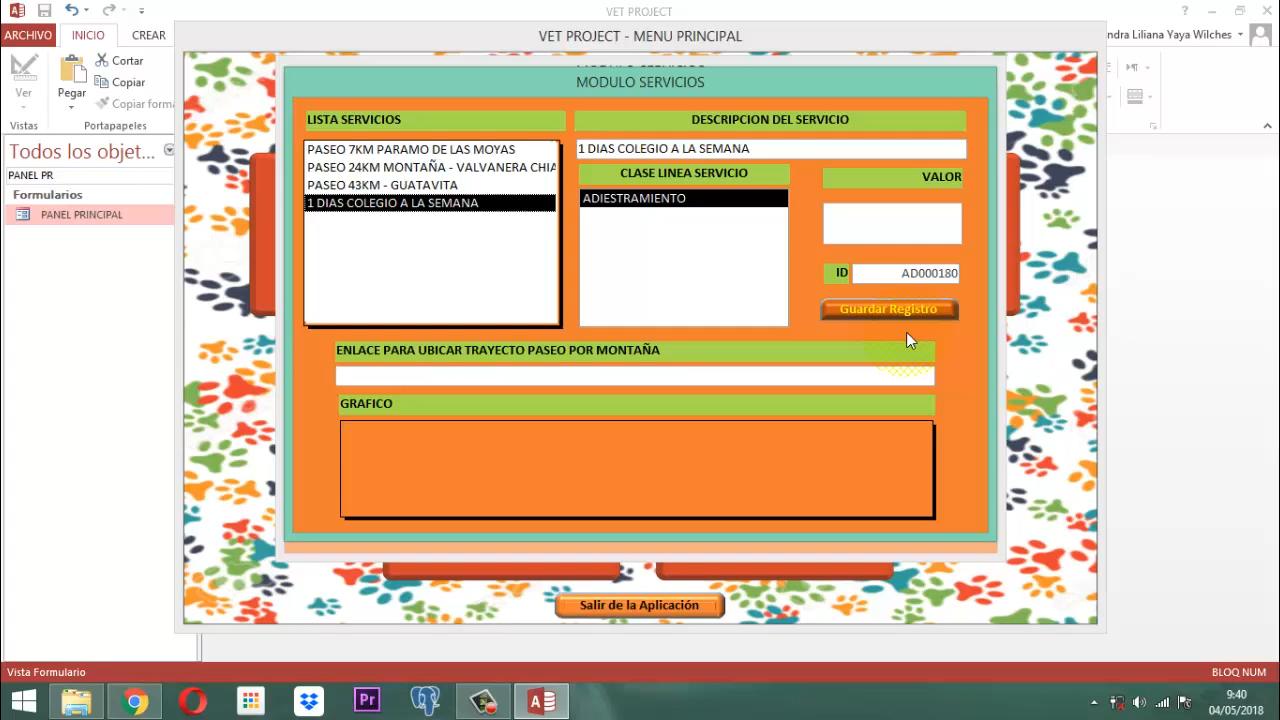 VET PROJECT
ARCHIVO
INICIO
CREAR
VET PROJECT - MENU PRINCIPAL
ndra Liliana Yaya Wilches
Ver
Pegar
Cortar
Copiar
Copiar forma
Vistas
Portapapeles
MODULO SERVICIOS
Todos los objet...
PANEL PR
Formularios
PANEL PRINCIPAL
LISTA SERVICIOS
DESCRIPCION DEL SERVICIO
PASEO 7KM PARAMO DE LAS MOYAS
PASEO 24KM MONTAÑA - VALVANERA CHIA
PASEO 43KM - GUATAVITA
1 DIAS COLEGIO A LA SEMANA
1 DIAS COLEGIO A LA SEMANA
CLASE LINEA SERVICIO
VALOR
ADIESTRAMIENTO
ID
AD000180
Guardar Registro
ENLACE PARA UBICAR TRAYECTO PASEO POR MONTAÑA
GRAFICO
Salir de la Aplicación
Vista Formulario
BLOQ NUM
Pr
9:40
04/05/2018